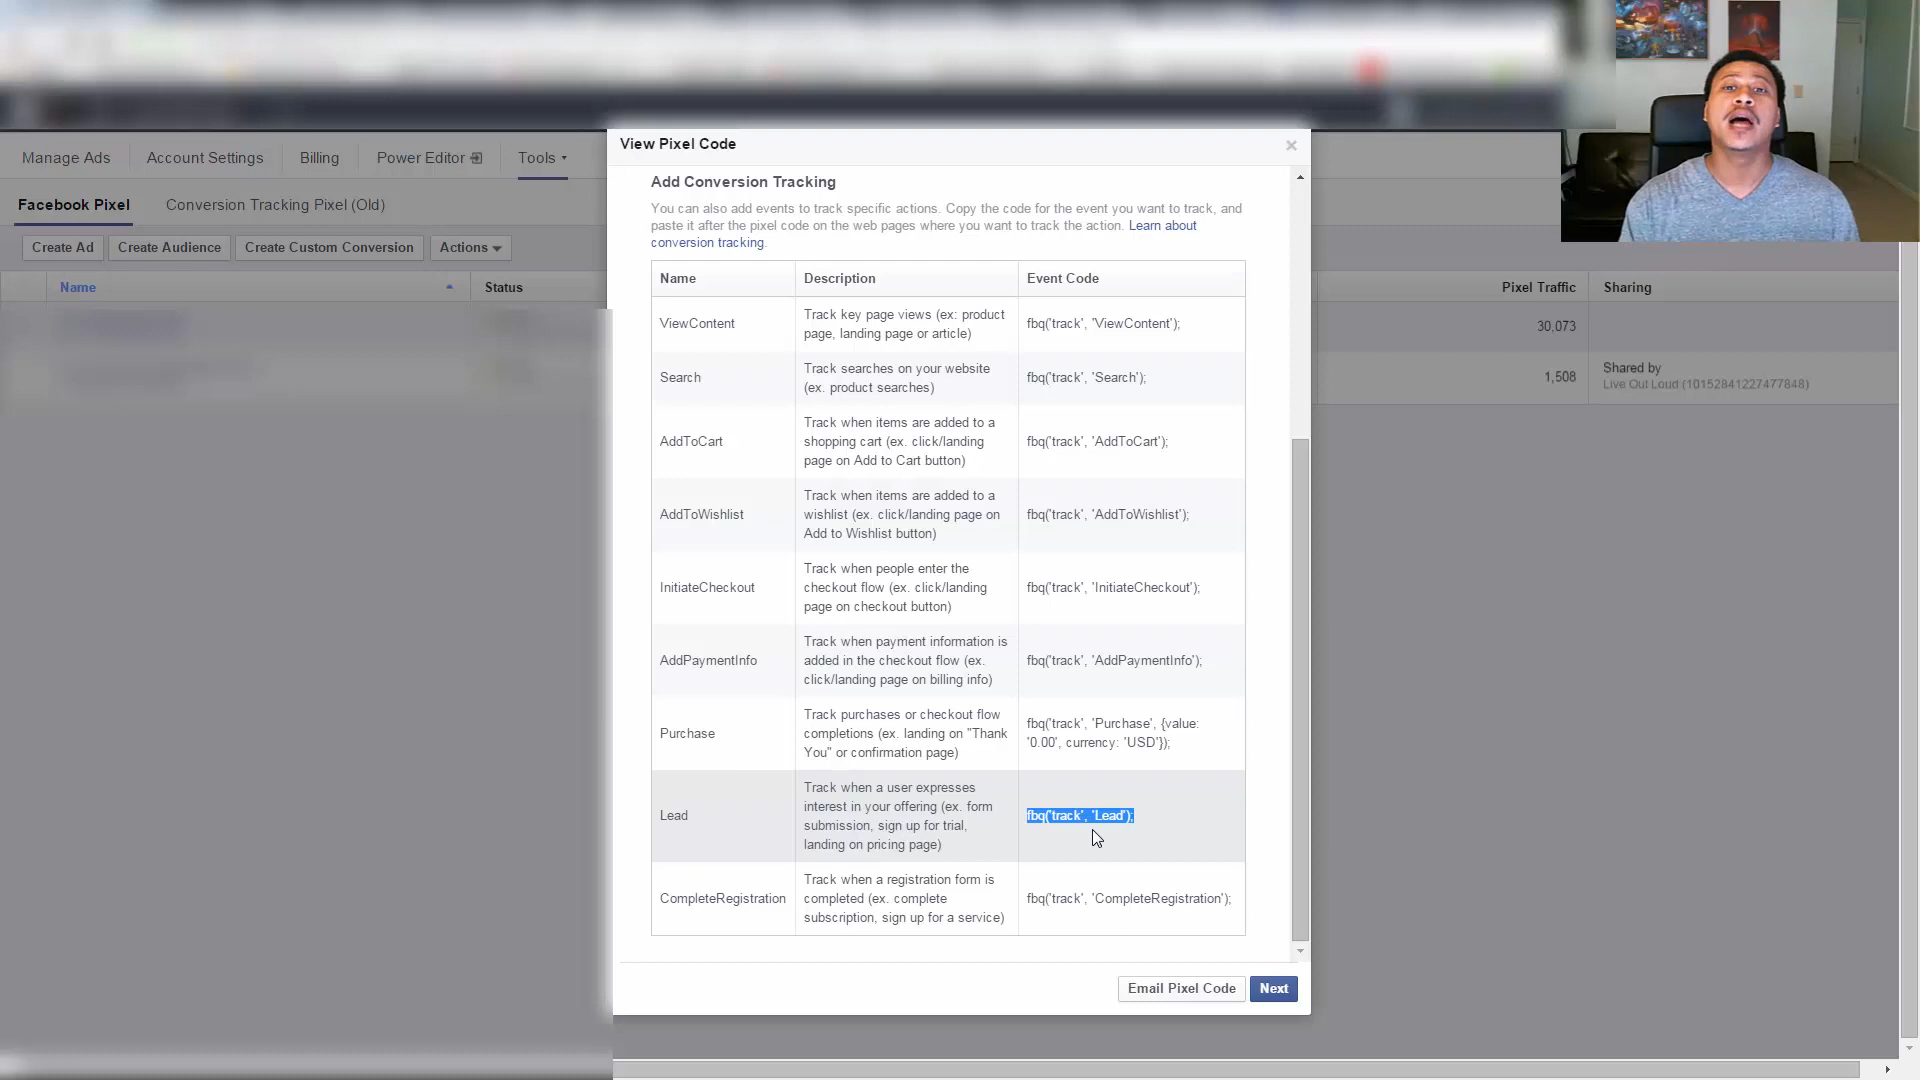 View Pixel Code
Manage Ads
Account Settings
Billing
Power Editor
Tools
Facebook Pixel
Conversion Tracking Pixel (Old)
Create Ad
Create Audience
Create Custom Conversion
Actions
Name
Status
Pixel Traffic
Sharing
30,073
1,508
Shared by
Live Out Loud (10152841227477848)
Add Conversion Tracking
You can also add events to track specific actions. Copy the code for the event you want to track, and
paste it after the pixel code on the web pages where you want to track the action. Learn about
conversion tracking.
Name
Description
Event Code
ViewContent
Track key page views (ex: product
page, landing page or article)
fbq('track', 'ViewContent');
Search
Track searches on your website
(ex. product searches)
fbq('track', 'Search');
AddToCart
Track when items are added to a
shopping cart (ex. click/landing
page on Add to Cart button)
fbq('track', 'AddToCart');
AddToWishlist
Track when items are added to a
wishlist (ex. click/landing page on
Add to Wishlist button)
fbq('track', 'AddToWishlist');
InitiateCheckout
Track when people enter the
checkout flow (ex. click/landing
page on checkout button)
fbq('track', 'InitiateCheckout');
AddPaymentInfo
Track when payment information is
added in the checkout flow (ex.
click/landing page on billing info)
fbq('track', 'AddPaymentInfo');
Purchase
Track purchases or checkout flow
completions (ex. landing on "Thank
You" or confirmation page)
fbq('track', 'Purchase', {value:
'0.00', currency: 'USD'});
Lead
Track when a user expresses
interest in your offering (ex. form
submission, sign up for trial,
landing on pricing page)
fbq('track', 'Lead');
CompleteRegistration
Track when a registration form is
completed (ex. complete
subscription, sign up for a service)
fbq('track', 'CompleteRegistration');
Email Pixel Code
Next